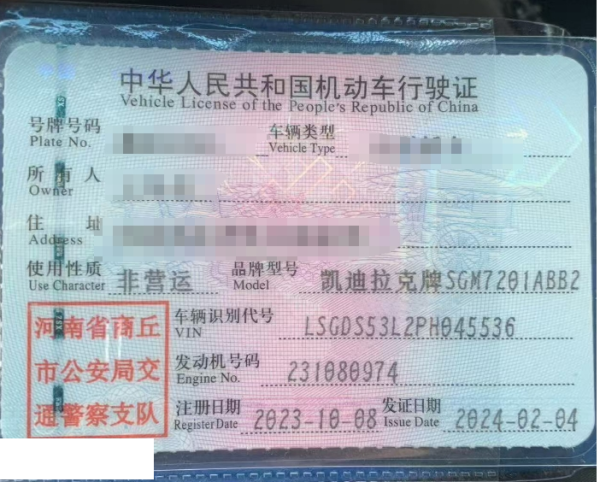 中华人民共和国机动车行驶证
Vehicle License of the People's Republic of China
号牌号码 车辆类型
Plate No. Vehicle Type
所有人
Owner
住址
Address
使用性质 非营运 品牌型号 凯迪拉克牌SGM7201ABB2
Use Character Model
河南省商丘
市公安局交
通警察支队
车辆识别代号 LSGDS53L2PH045536
VIN
发动机号码 231080974
Engine No.
注册日期 2023-10-08 发证日期 2024-02-04
Register Date Issue Date